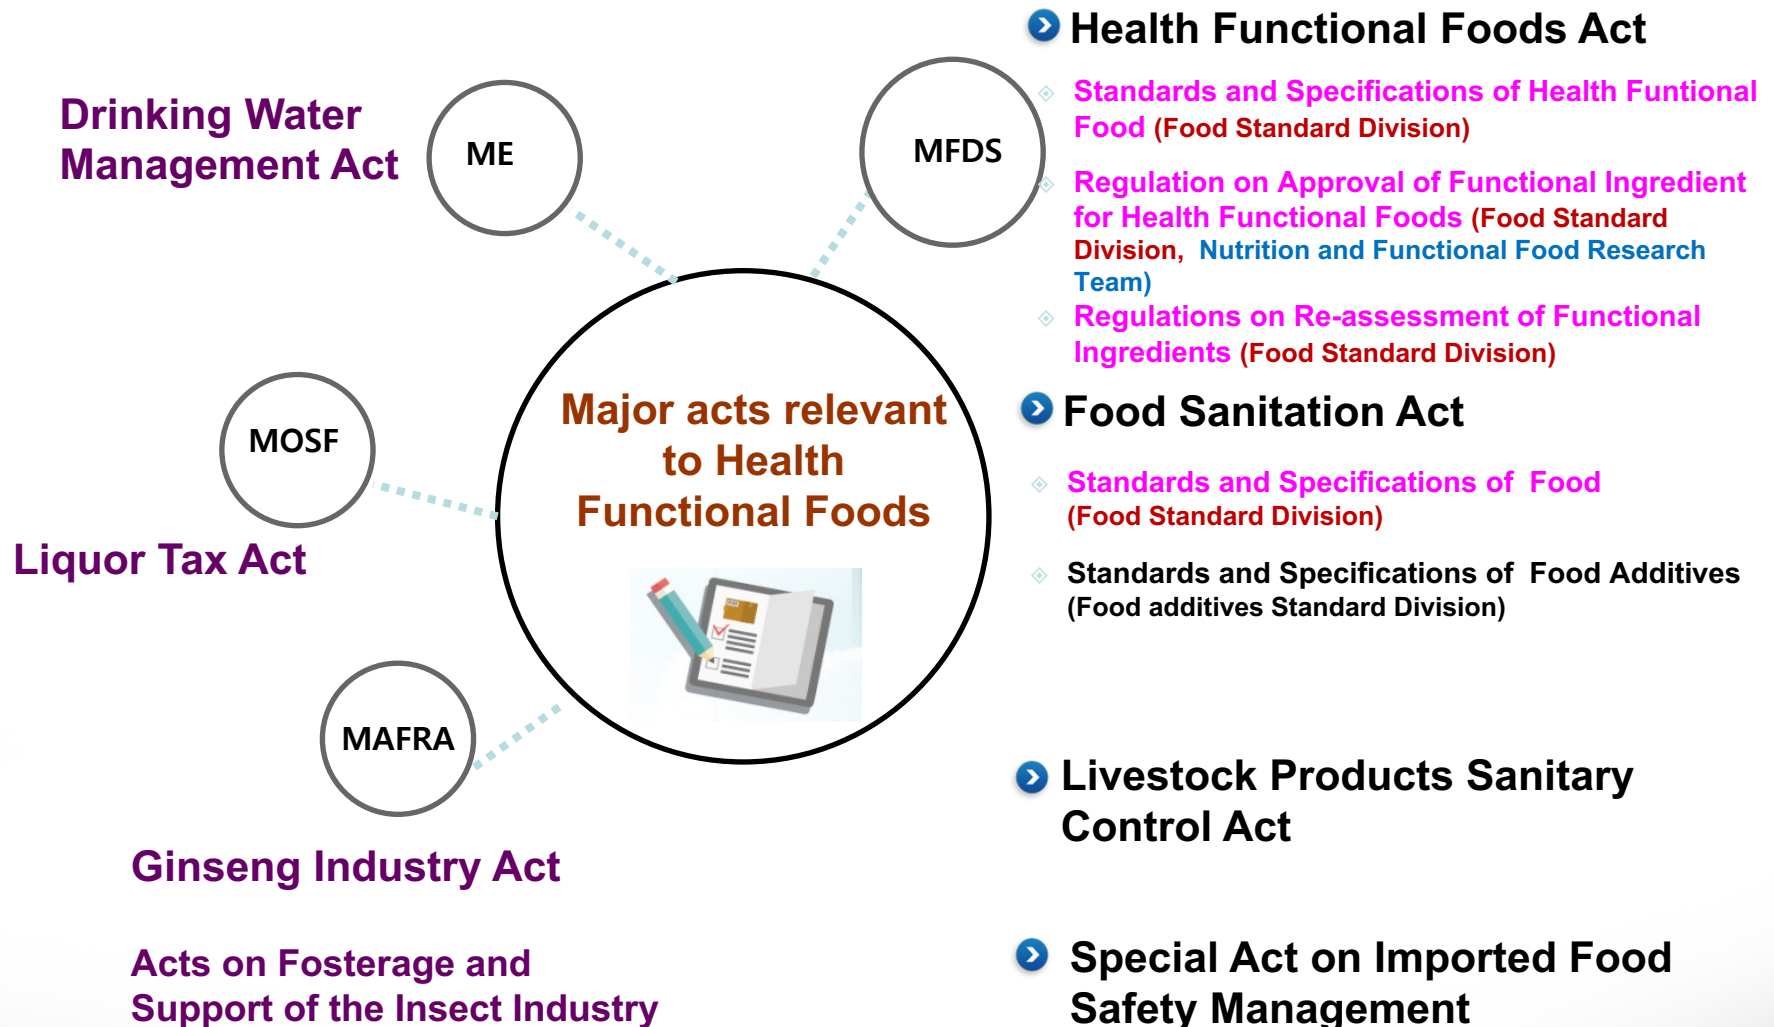 Drinking Water
Management Act
ME
MOSF
Liquor Tax Act
MAFRA
Ginseng Industry Act
Acts on Fosterage and
Support of the Insect Industry
Major acts relevant
to Health
Functional Foods
MFDS
Health Functional Foods Act
Standards and Specifications of Health Funtional
Food (Food Standard Division)
Regulation on Approval of Functional Ingredient
for Health Functional Foods (Food Standard
Division, Nutrition and Functional Food Research
Team)
Regulations on Re-assessment of Functional
Ingredients (Food Standard Division)
Food Sanitation Act
Standards and Specifications of Food
(Food Standard Division)
Standards and Specifications of Food Additives
(Food additives Standard Division)
Livestock Products Sanitary
Control Act
Special Act on Imported Food
Safety Management